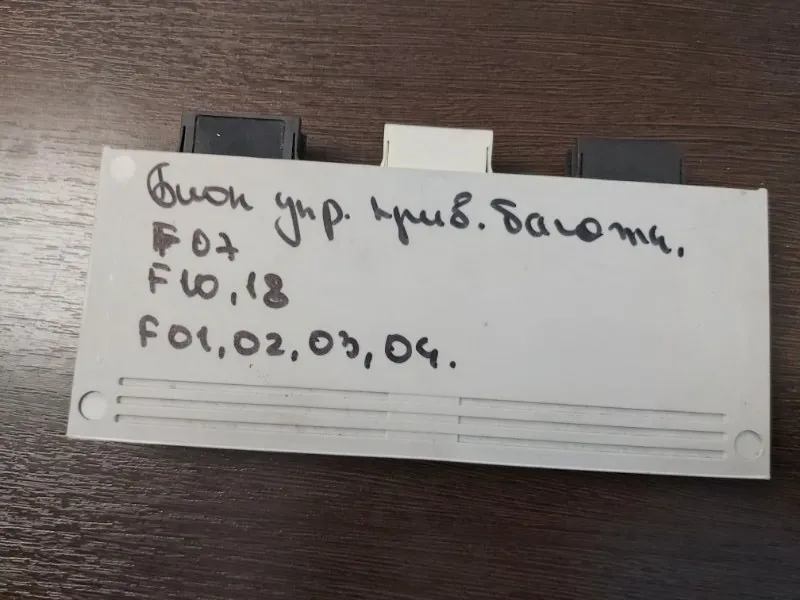 Блок упр. прив. багажн.
F07
F10, 18
F01, 02, 03, 04.